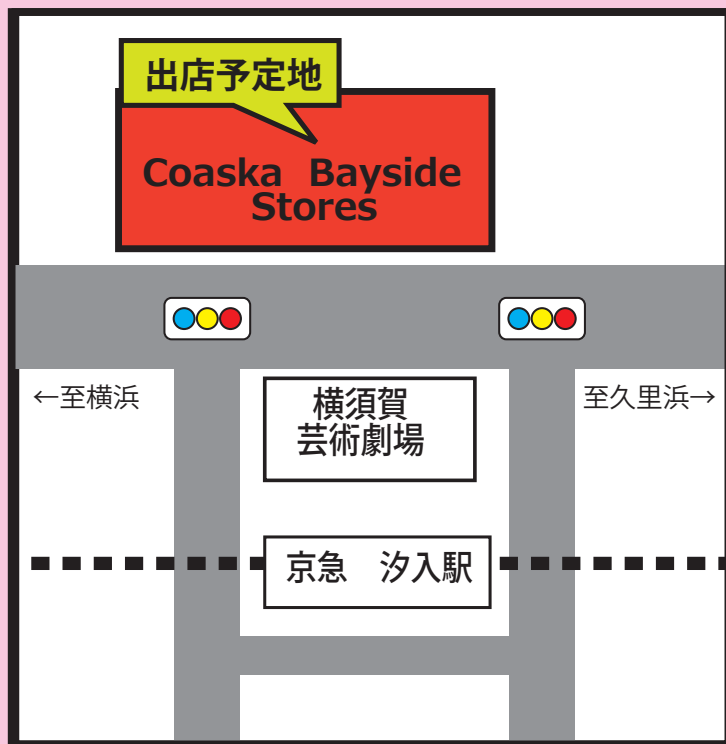 出店予定地
Coaska Bayside
Stores
←至横浜
横須賀
芸術劇場
至久里浜→
京急　汐入駅